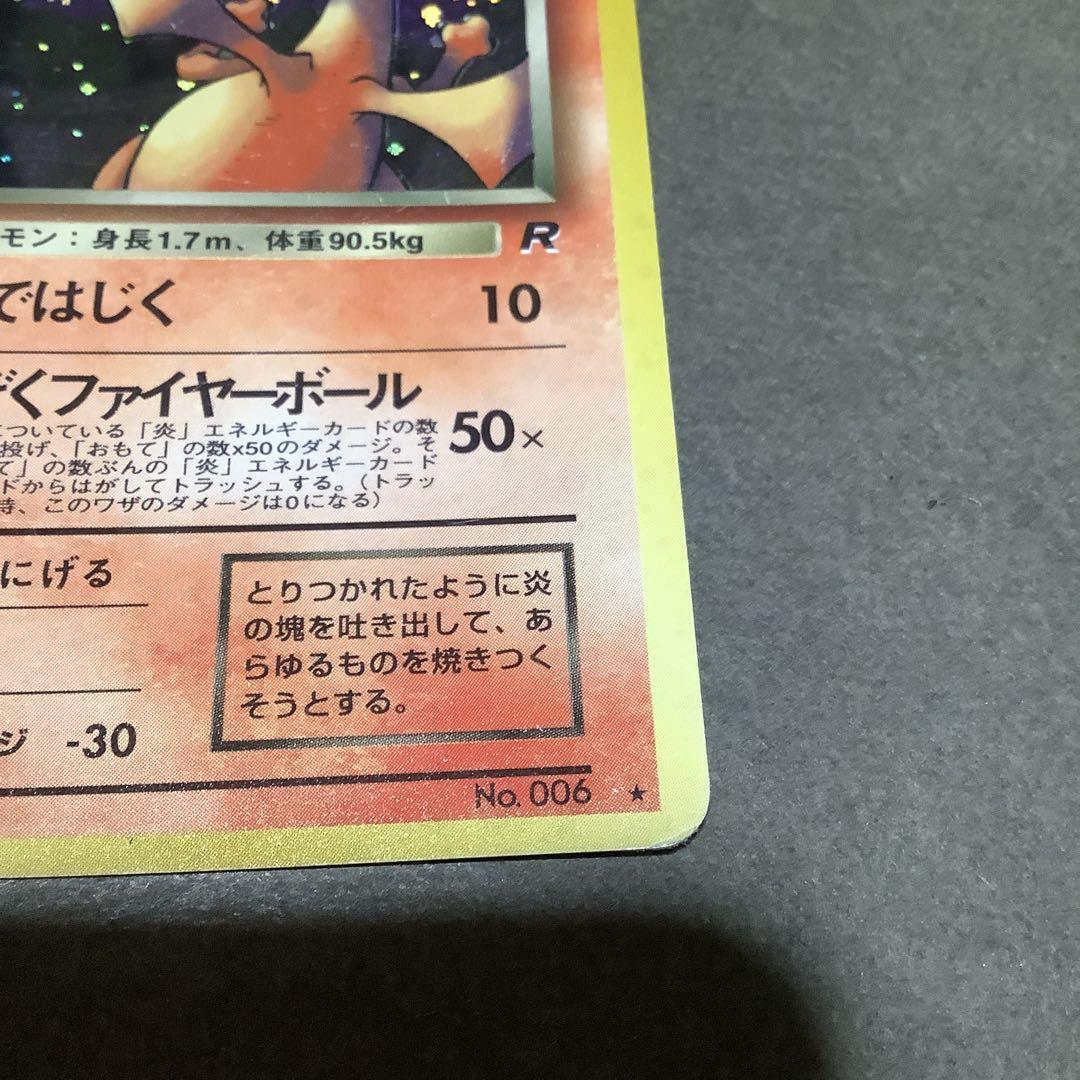 モン：身長1.7m、体重90.5kg R
ではじく 10
くファイヤーボール
ついている「炎」エネルギーカードの数
投げ、「おもて」の数x50のダメージ。そ
て」の数ぶんの「炎」エネルギーカード
ドからはがしてトラッシュする。(トラッ
時、このワザのダメージは0になる)
50×
にげる
とりつかれたように炎
の塊を吐き出して、あ
らゆるものを焼きつく
そうとする。
ジ -30
No. 006 ★